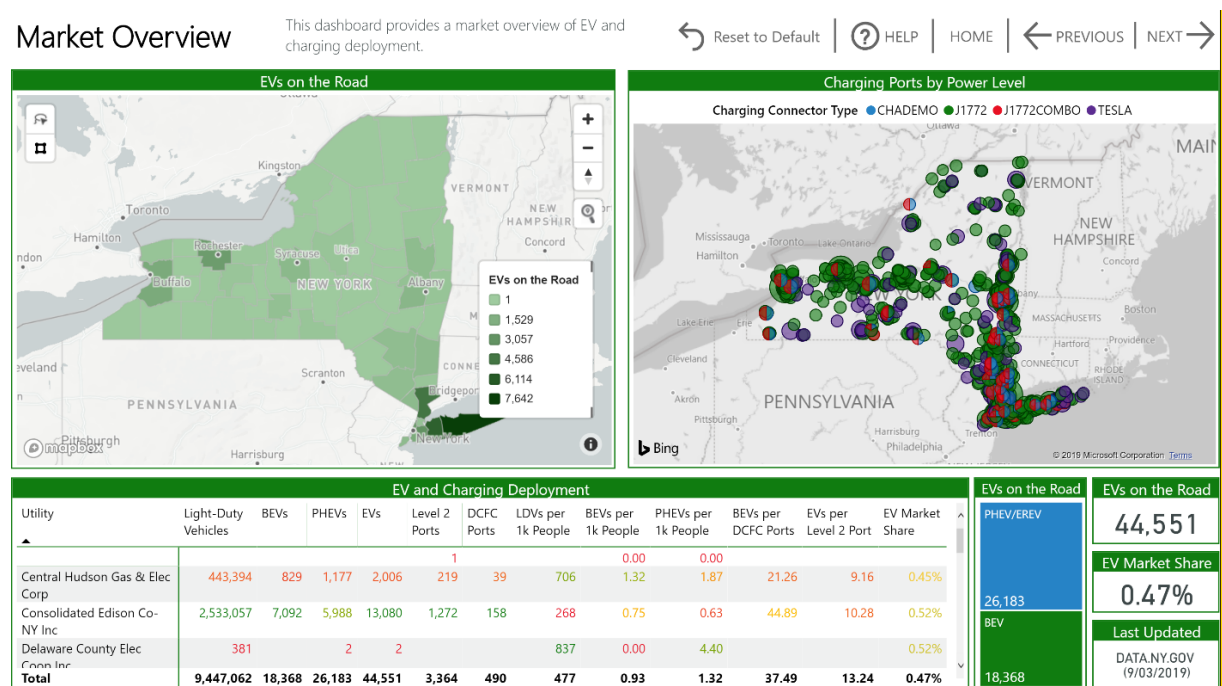 Market Overview
This dashboard provides a market overview of EV and
charging deployment.
Reset to Default
HELP
HOME
PREVIOUS
NEXT
EVs on the Road
Kingston
Toronto
Hamilton
ndon
Rochester
Syracuse
Utica
Buffalo
NEW YORK
Albany
VERMONT
NEW
HAMPSHIR
Concord
M
CONNE
Bridgepor
eveland
Scranton
PENNSYLVANIA
New York
Pittsburgh
mapbox
Harrisburg
NEW
EVs on the Road
1
1,529
3,057
4,586
6,114
7,642
Charging Ports by Power Level
Charging Connector Type CHADEMO J1772 J1772COMBO TESLA
Ottawa
MAIN
VERMONT
NEW
HAMPSHIRE
Mississauga
Toronto
Lake Ontario
Hamilton
Concord
NEW YORK
bany
MASSACHUSETTS
Boston
Lake Erie
Erie
Hartford
Providence
Cleveland
CONNECTICUT
RHODE
ISLAND
Akron
PENNSYLVANIA
Pittsburgh
Harrisburg
Trenton
Philadelphia
Bing
© 2019 Microsoft Corporation Terms
EV and Charging Deployment
Utility Light-Duty Vehicles BEVs PHEVs EVs Level 2 Ports DCFC Ports LDVs per 1k People BEVs per 1k People PHEVs per 1k People BEVs per DCFC Ports EVs per Level 2 Port EV Market Share
1 0.00 0.00
Central Hudson Gas & Elec 443,394 829 1,177 2,006 219 39 706 1.32 1.87 21.26 9.16 0.45%
Corp
Consolidated Edison Co- 2,533,057 7,092 5,988 13,080 1,272 158 268 0.75 0.63 44.89 10.28 0.52%
NY Inc
Delaware County Elec 381 2 2 837 0.00 4.40 0.52%
Coop Inc
Total 9,447,062 18,368 26,183 44,551 3,364 490 477 0.93 1.32 37.49 13.24 0.47%
EVs on the Road
PHEV/EREV
26,183
BEV
18,368
EVs on the Road
44,551
EV Market Share
0.47%
Last Updated
DATA.NY.GOV
(9/03/2019)